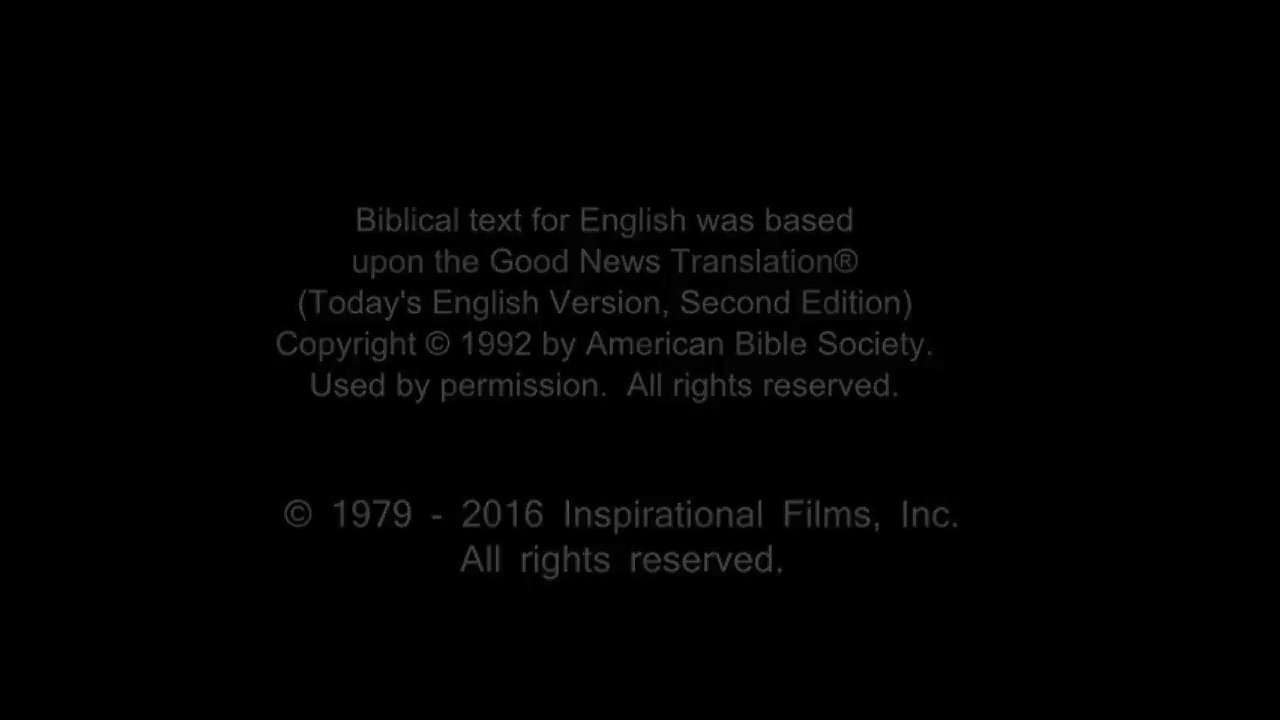 Biblical text for English was based
upon the Good News Translation®
(Today's English Version, Second Edition)
Copyright © 1992 by American Bible Society.
Used by permission.  All rights reserved.
© 1979 - 2016 Inspirational Films, Inc.
All rights reserved.